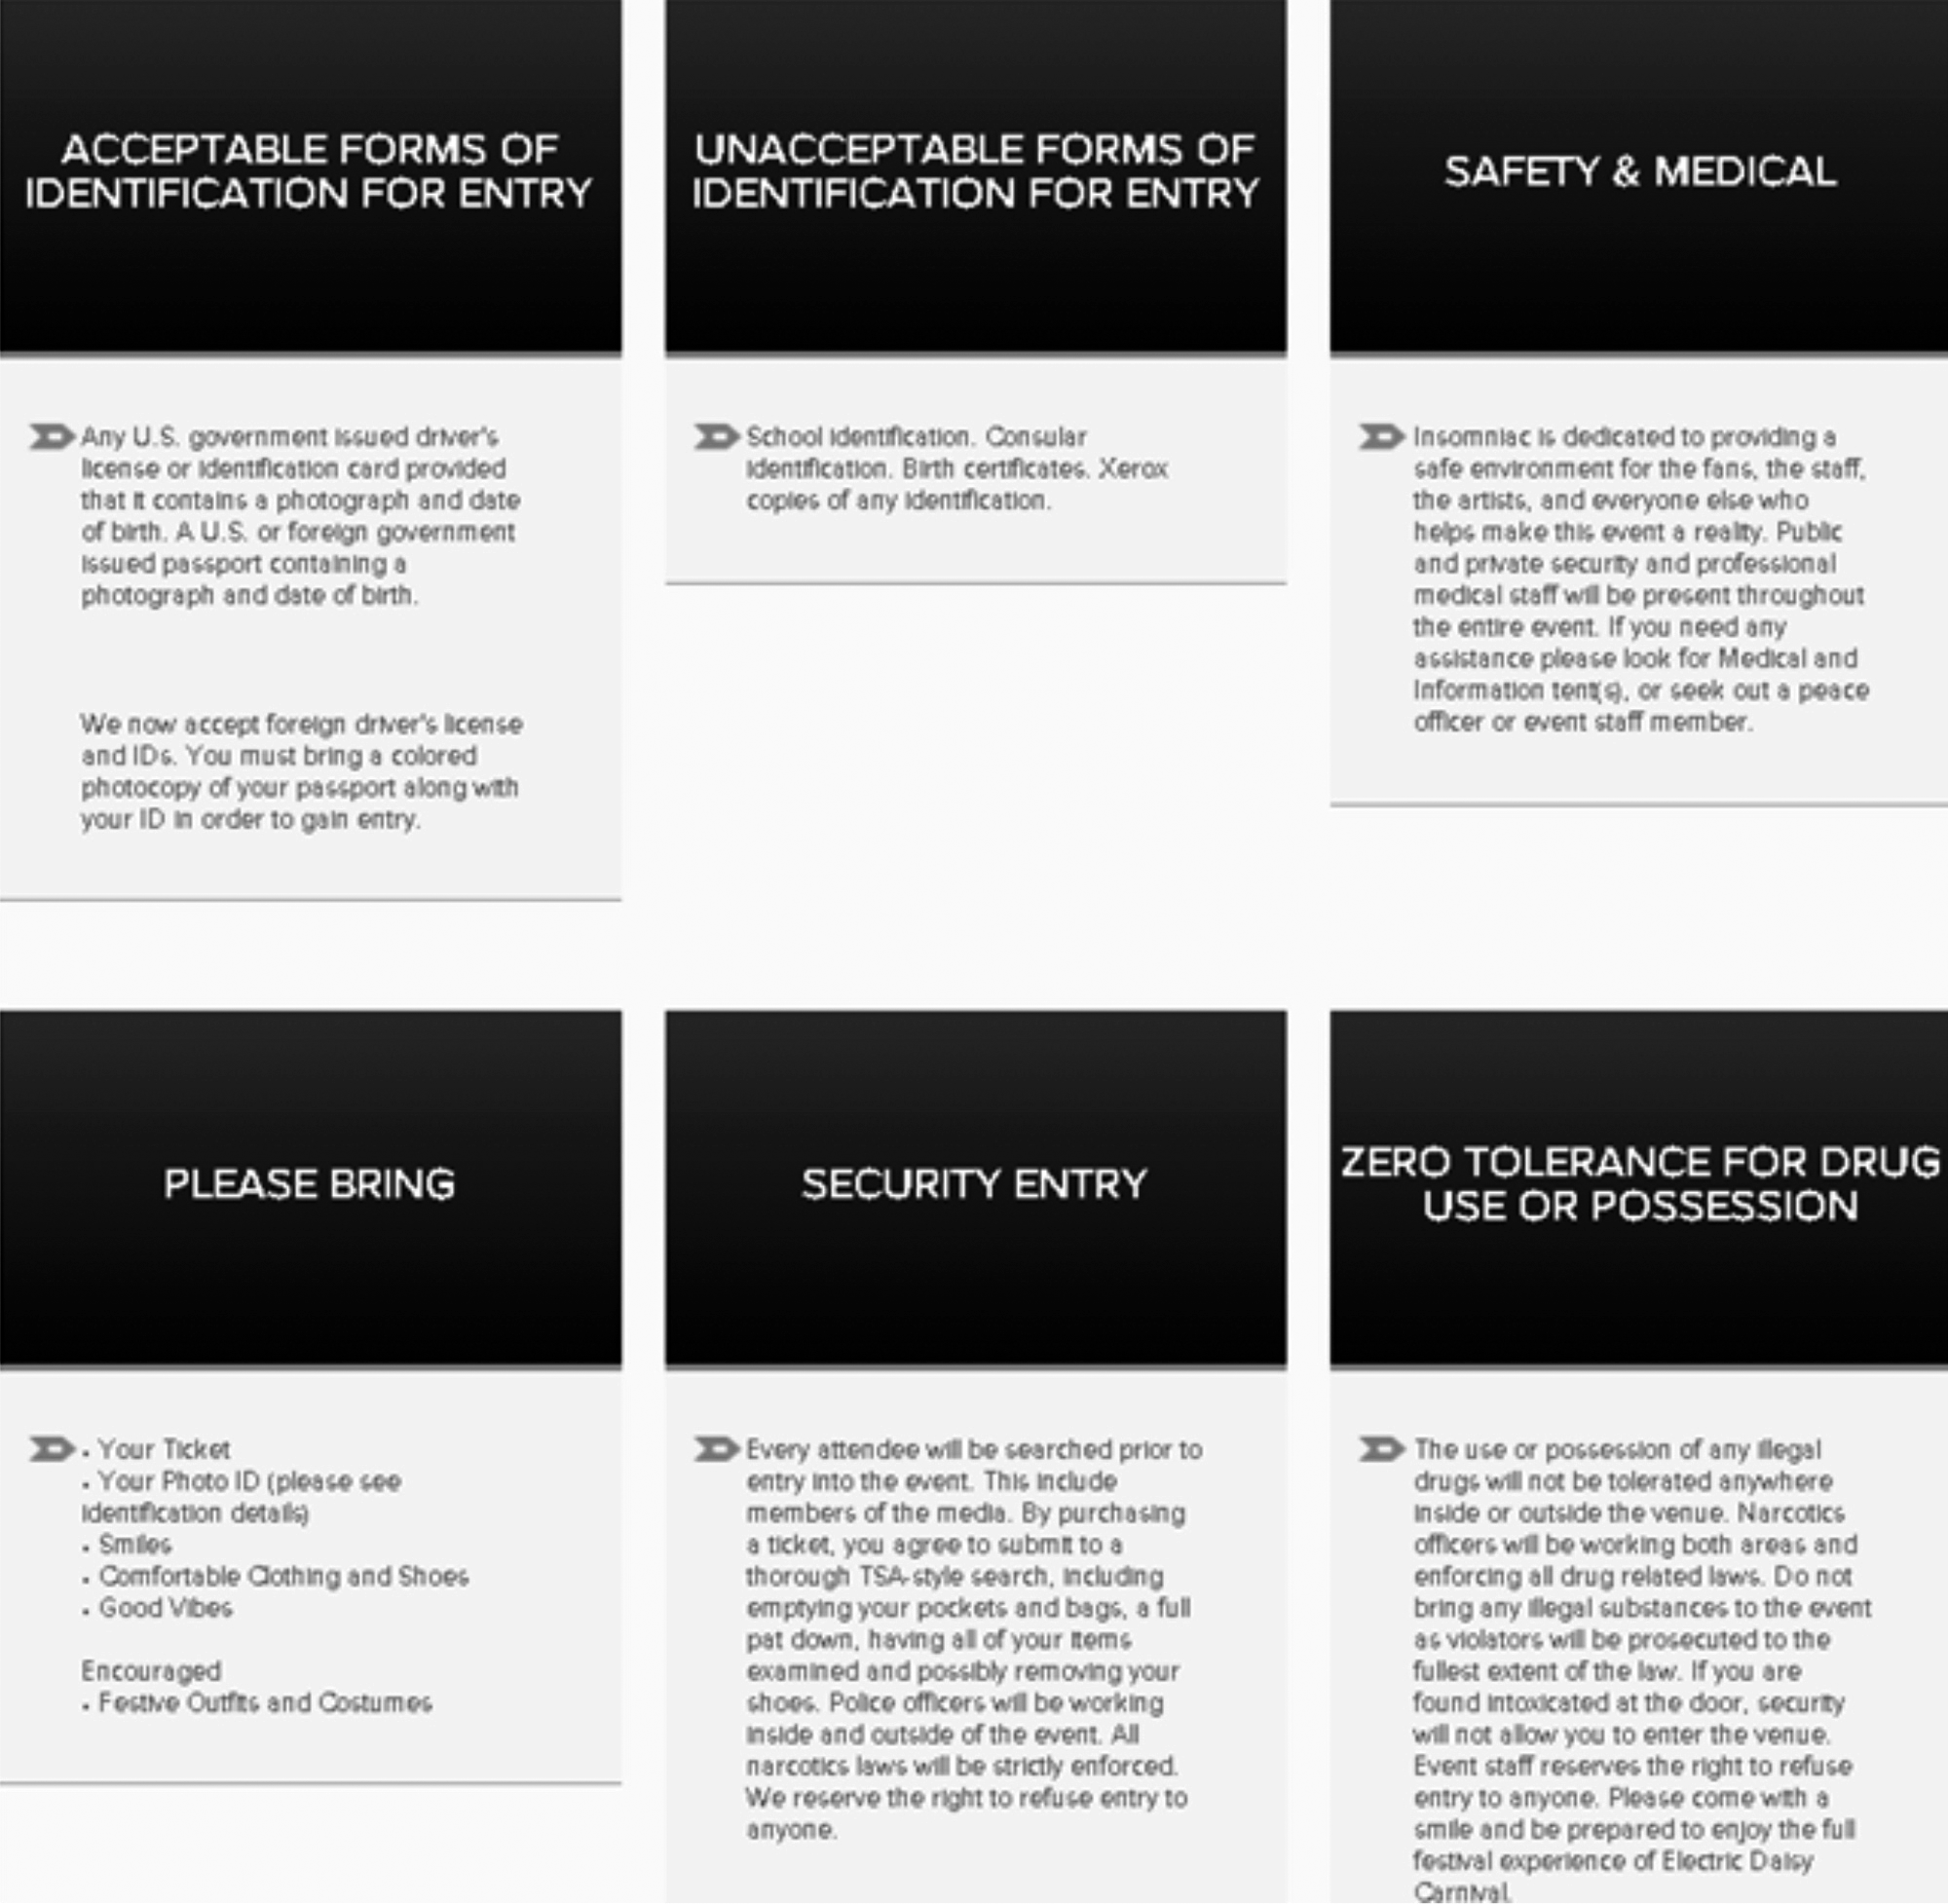 ACCEPTABLE FORMS OF
IDENTIFICATION FOR ENTRY
Any U.S. government issued driver's
license or identification card provided
that it contains a photograph and date
of birth. A U.S. or foreign government
issued passport containing a
photograph and date of birth.
We now accept foreign driver's license
and IDs. You must bring a colored
photocopy of your passport along with
your ID in order to gain entry.
UNACCEPTABLE FORMS OF
IDENTIFICATION FOR ENTRY
School identification. Consular
identification. Birth certificates. Xerox
copies of any identification.
SAFETY & MEDICAL
Insomniac is dedicated to providing a
safe environment for the fans, the staff,
the artists, and everyone else who
helps make this event a reality. Public
and private security and professional
medical staff will be present throughout
the entire event. If you need any
assistance please look for Medical and
Information tent(s), or seek out a peace
officer or event staff member.
PLEASE BRING
• Your Ticket
• Your Photo ID (please see
identification details)
• Smiles
• Comfortable Clothing and Shoes
• Good Vibes
Encouraged
• Festive Outfits and Costumes
SECURITY ENTRY
Every attendee will be searched prior to
entry into the event. This include
members of the media. By purchasing
a ticket, you agree to submit to a
thorough TSA-style search, including
emptying your pockets and bags, a full
pat down, having all of your items
examined and possibly removing your
shoes. Police officers will be working
inside and outside of the event. All
narcotics laws will be strictly enforced.
We reserve the right to refuse entry to
anyone.
ZERO TOLERANCE FOR DRUG
USE OR POSSESSION
The use or possession of any illegal
drugs will not be tolerated anywhere
inside or outside the venue. Narcotics
officers will be working both areas and
enforcing all drug related laws. Do not
bring any illegal substances to the event
as violators will be prosecuted to the
fullest extent of the law. If you are
found intoxicated at the door, security
will not allow you to enter the venue.
Event staff reserves the right to refuse
entry to anyone. Please come with a
smile and be prepared to enjoy the full
festival experience of Electric Daisy
Carnival.